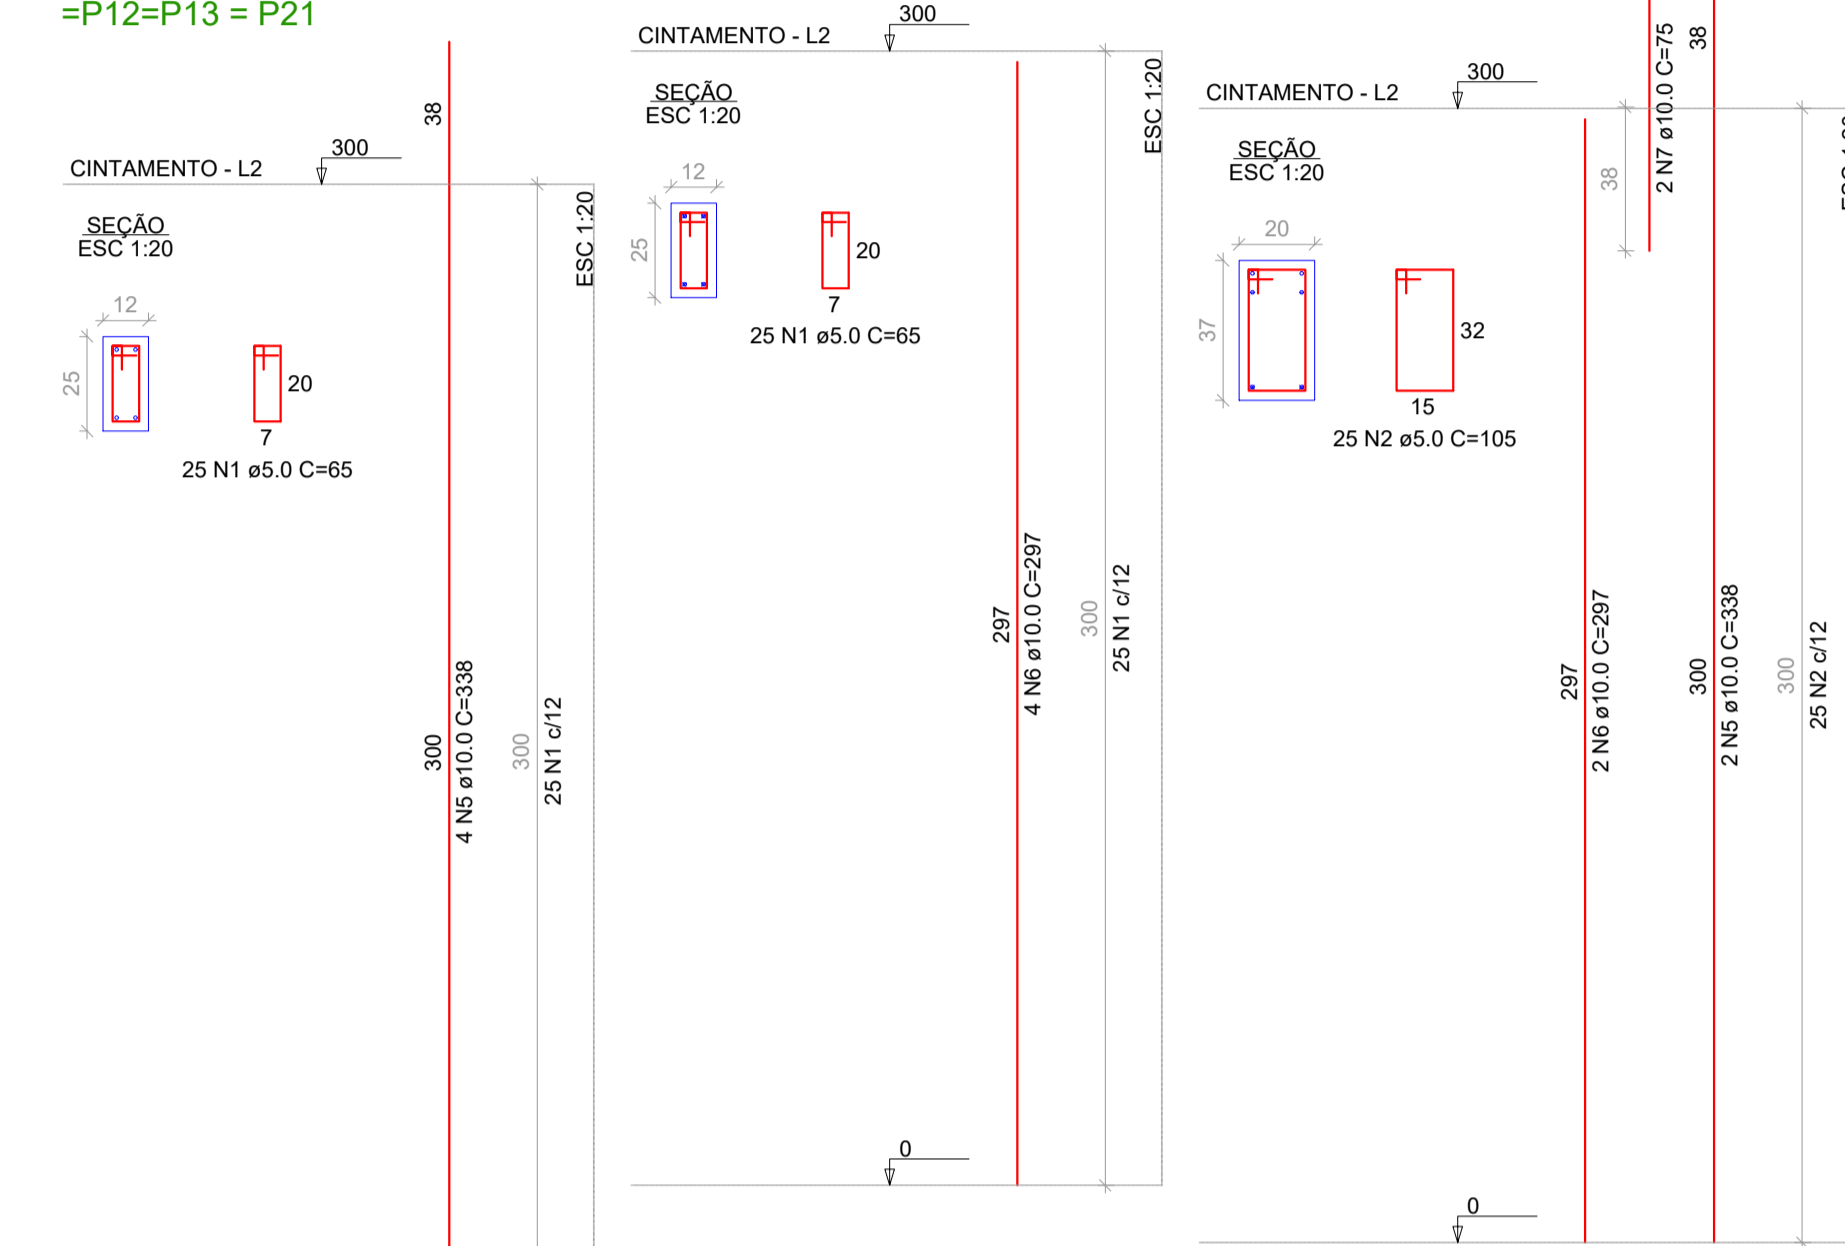 =P12=P13 = P21
38
300
CINTAMENTO - L2
SEÇÃO
ESC 1:20
ESC 1:20
12
25
20
7
25 N1 ø5.0 C=65
300
4 N5 ø10.0 C=338
300
25 N1 c/12
300
CINTAMENTO - L2
SEÇÃO
ESC 1:20
ESC 1:20
12
25
20
7
25 N1 ø5.0 C=65
297
4 N6 ø10.0 C=297
300
25 N1 c/12
0
2 N7 ø10.0 C=75
38
300
CINTAMENTO - L2
SEÇÃO
ESC 1:20
38
20
37
32
15
25 N2 ø5.0 C=105
297
2 N6 ø10.0 C=297
300
2 N5 ø10.0 C=338
300
25 N2 c/12
0